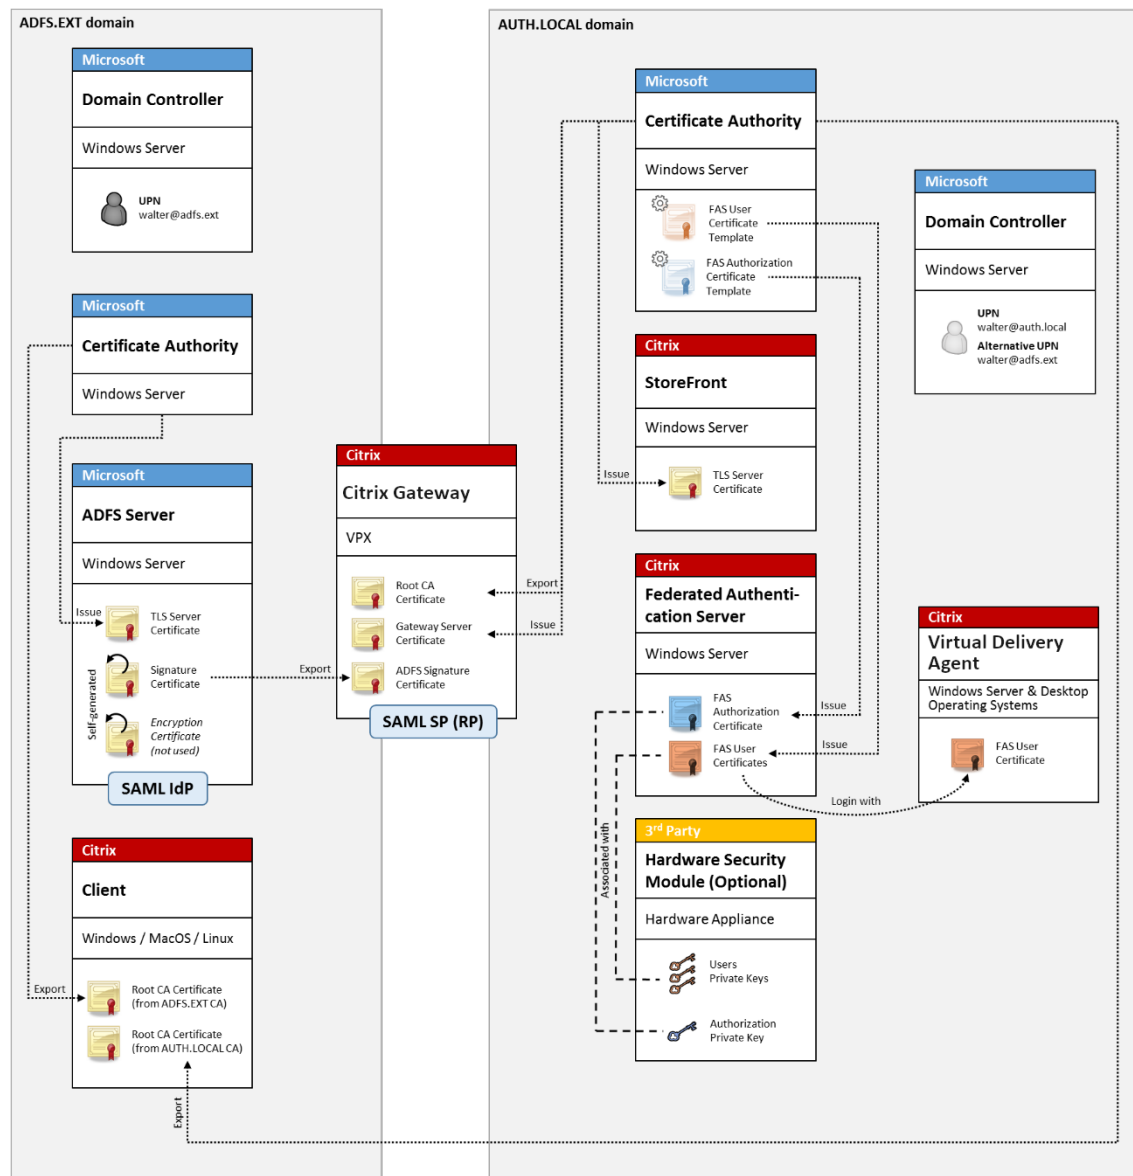 ADFS.EXT domain
Microsoft
Domain Controller
Windows Server
UPN
walter@adfs.ext
Microsoft
Certificate Authority
Windows Server
Microsoft
ADFS Server
Windows Server
Issue
TLS Server
Certificate
Self-generated
Signature
Certificate
Encryption
Certificate
(not used)
SAML IdP
Citrix
Client
Windows / MacOS / Linux
Export
Root CA Certificate
(from ADFS.EXT CA)
Root CA Certificate
(from AUTH.LOCAL CA)
Export
Citrix
Citrix Gateway
VPX
Root CA
Certificate
Export
Gateway Server
Certificate
Issue
Export
ADFS Signature
Certificate
SAML SP (RP)
AUTH.LOCAL domain
Microsoft
Certificate Authority
Windows Server
FAS User
Certificate
Template
FAS Authorization
Certificate
Template
Citrix
StoreFront
Windows Server
Issue
TLS Server
Certificate
Citrix
Federated Authenti-
cation Server
Windows Server
FAS
Authorization
Certificate
Issue
FAS User
Certificates
Issue
Login with
Associated with
3rd Party
Hardware Security
Module (Optional)
Hardware Appliance
Users
Private Keys
Authorization
Private Key
Microsoft
Domain Controller
Windows Server
UPN
walter@auth.local
Alternative UPN
walter@adfs.ext
Citrix
Virtual Delivery
Agent
Windows Server & Desktop
Operating Systems
FAS User
Certificate